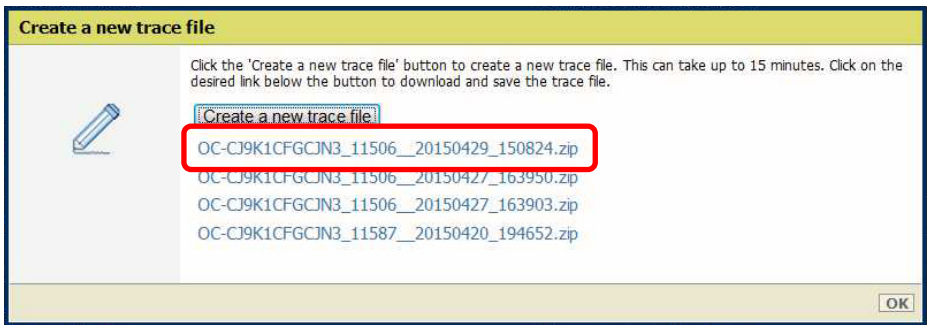 Create a new trace file
Click the 'Create a new trace file' button to create a new trace file. This can take up to 15 minutes. Click on the
desired link below the button to download and save the trace file.
Create a new trace file
OC-CJ9K1CFGCJN3_11506__20150429_150824.zip
OC-CJ9K1CFGCJN3_11506__20150427_163950.zip
OC-CJ9K1CFGCJN3_11506__20150427_163903.zip
OC-CJ9K1CFGCJN3_11587__20150420_194652.zip
OK